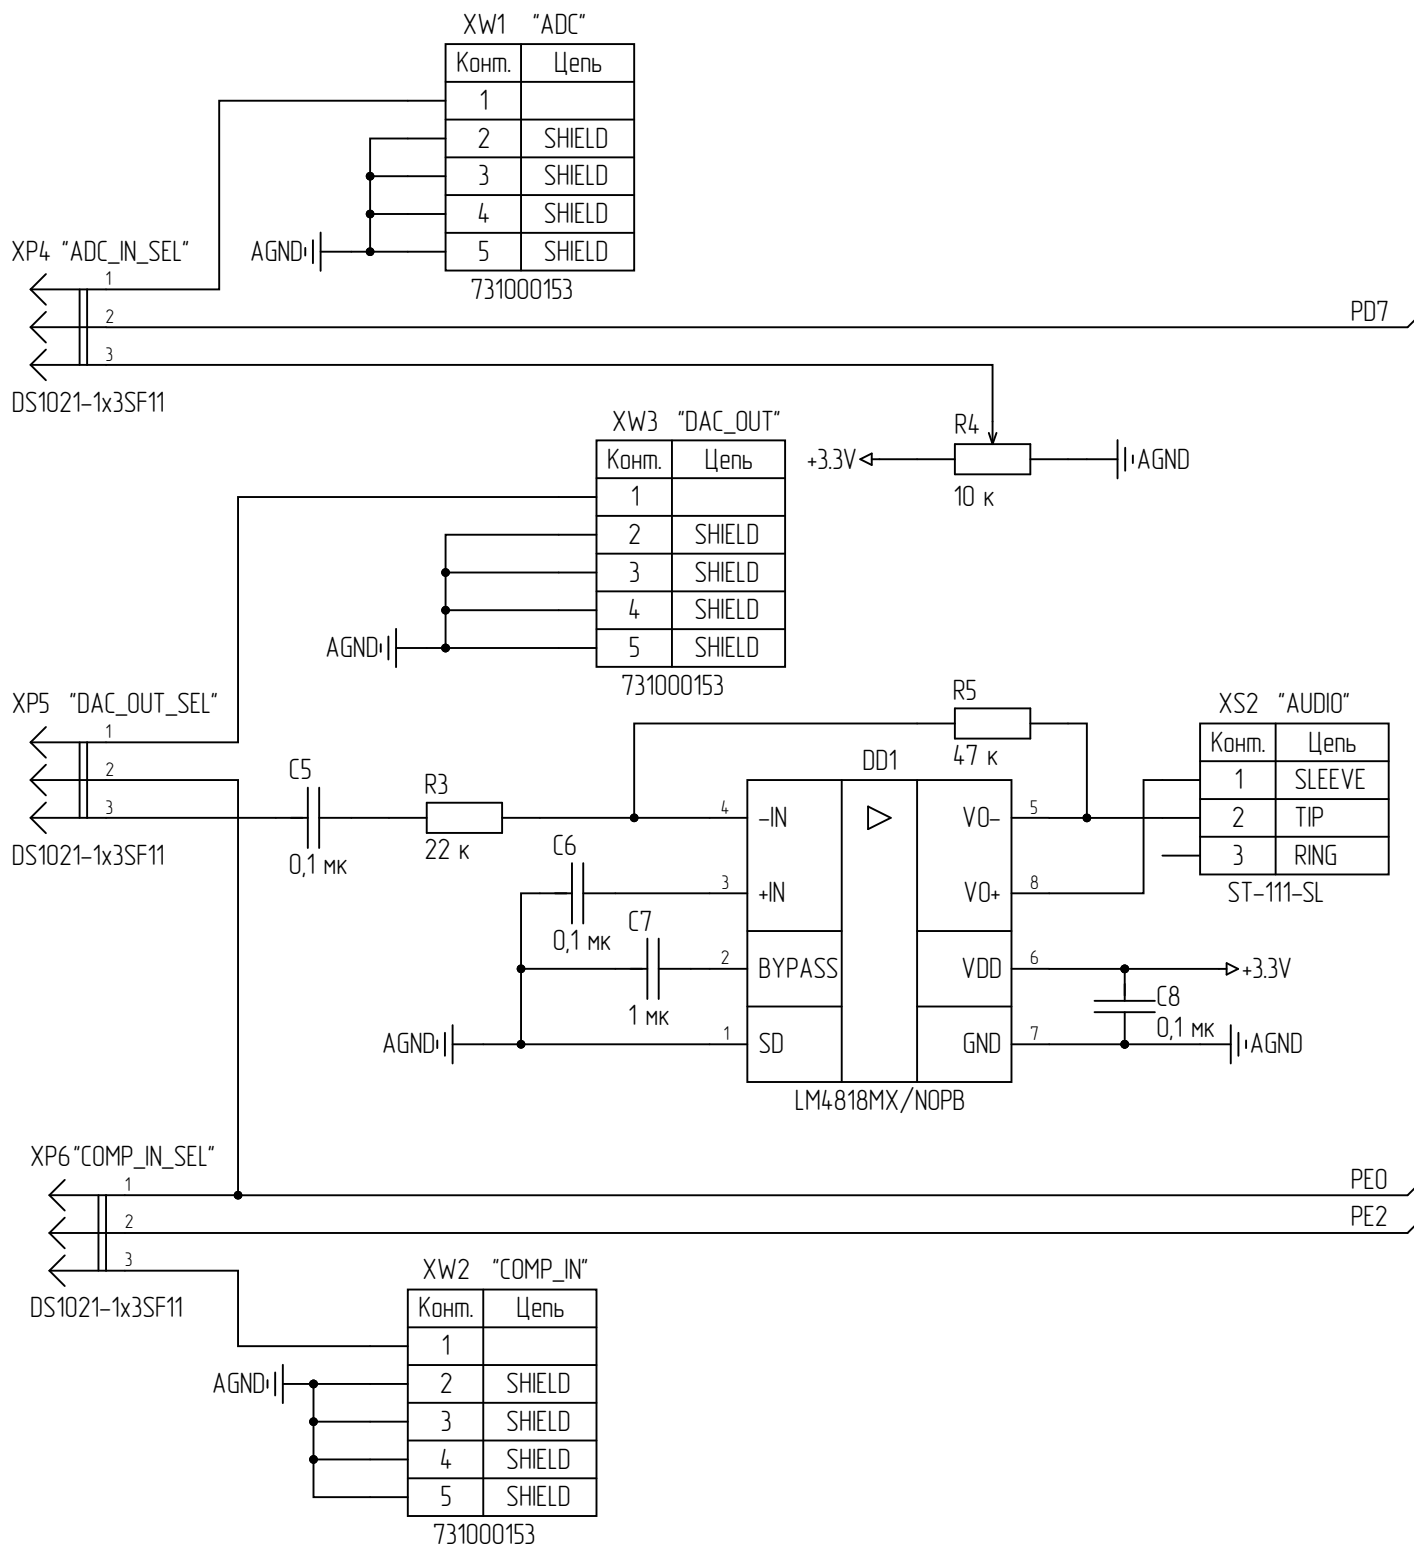 XW1 "ADC"
Конт. Цепь
1
2 SHIELD
3 SHIELD
4 SHIELD
5 SHIELD
AGND
731000153
XP4 "ADC_IN_SEL"
1
2
3
DS1021-1x3SF11
PD7
R4
+3.3V
AGND
10 к
XW3 "DAC_OUT"
Конт. Цепь
1
2 SHIELD
3 SHIELD
4 SHIELD
5 SHIELD
AGND
731000153
XP5 "DAC_OUT_SEL"
1
2
3
DS1021-1x3SF11
C5
0,1 мк
R3
22 к
R5
47 к
C6
0,1 мк
C7
1 мк
AGND
DD1
4 -IN VO- 5
3 +IN VO+ 8
2 BYPASS VDD 6
1 SD GND 7
LM4818MX/NOPB
XS2 "AUDIO"
Конт. Цепь
1 SLEEVE
2 TIP
3 RING
ST-111-SL
+3.3V
C8
0,1 мк
AGND
XP6 "COMP_IN_SEL"
1
2
3
DS1021-1x3SF11
PE0
PE2
XW2 "COMP_IN"
Конт. Цепь
1
2 SHIELD
3 SHIELD
4 SHIELD
5 SHIELD
AGND
731000153